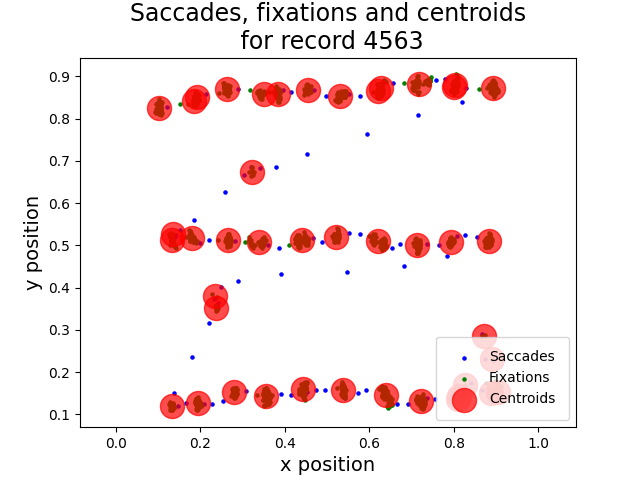 Saccades, fixations and centroids
for record 4563
0.9
0.8
0.7
0.6
0.5
0.4
0.3
0.2
0.1
y position
Saccades
Fixations
Centroids
0.0 0.2 0.4 0.6 0.8 1.0
x position